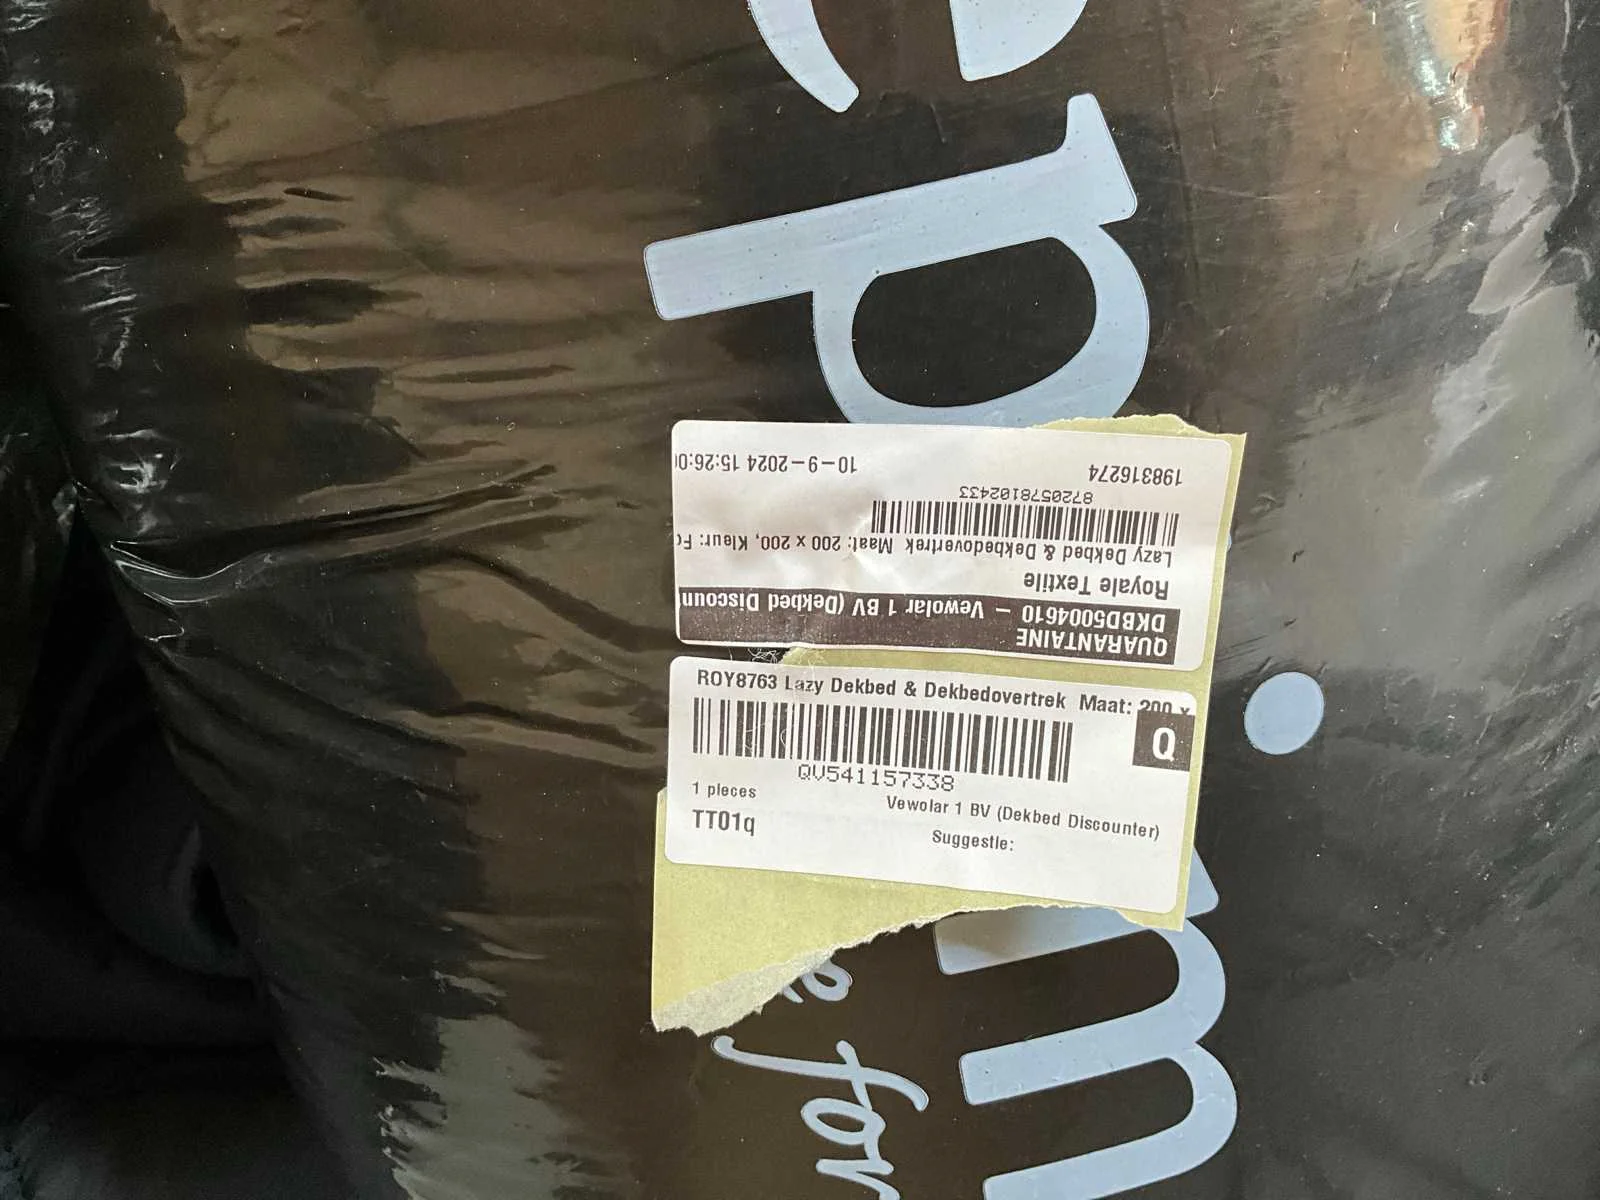 QUARANTAINE
DKBD5004610 – Vewolar 1 BV (Dekbed Discoun
Royale Textile
Lazy Dekbed & Dekbedovertrek Maat: 200 x 200, Kleur:
8720578102433
198316274 10-9-2024 15:26:0
ROY8763 Lazy Dekbed & Dekbedovertrek Maat: 200 x
Q
QV541157338
1 pieces
Vewolar 1 BV (Dekbed Discounter)
TT01q
Suggestie:
for